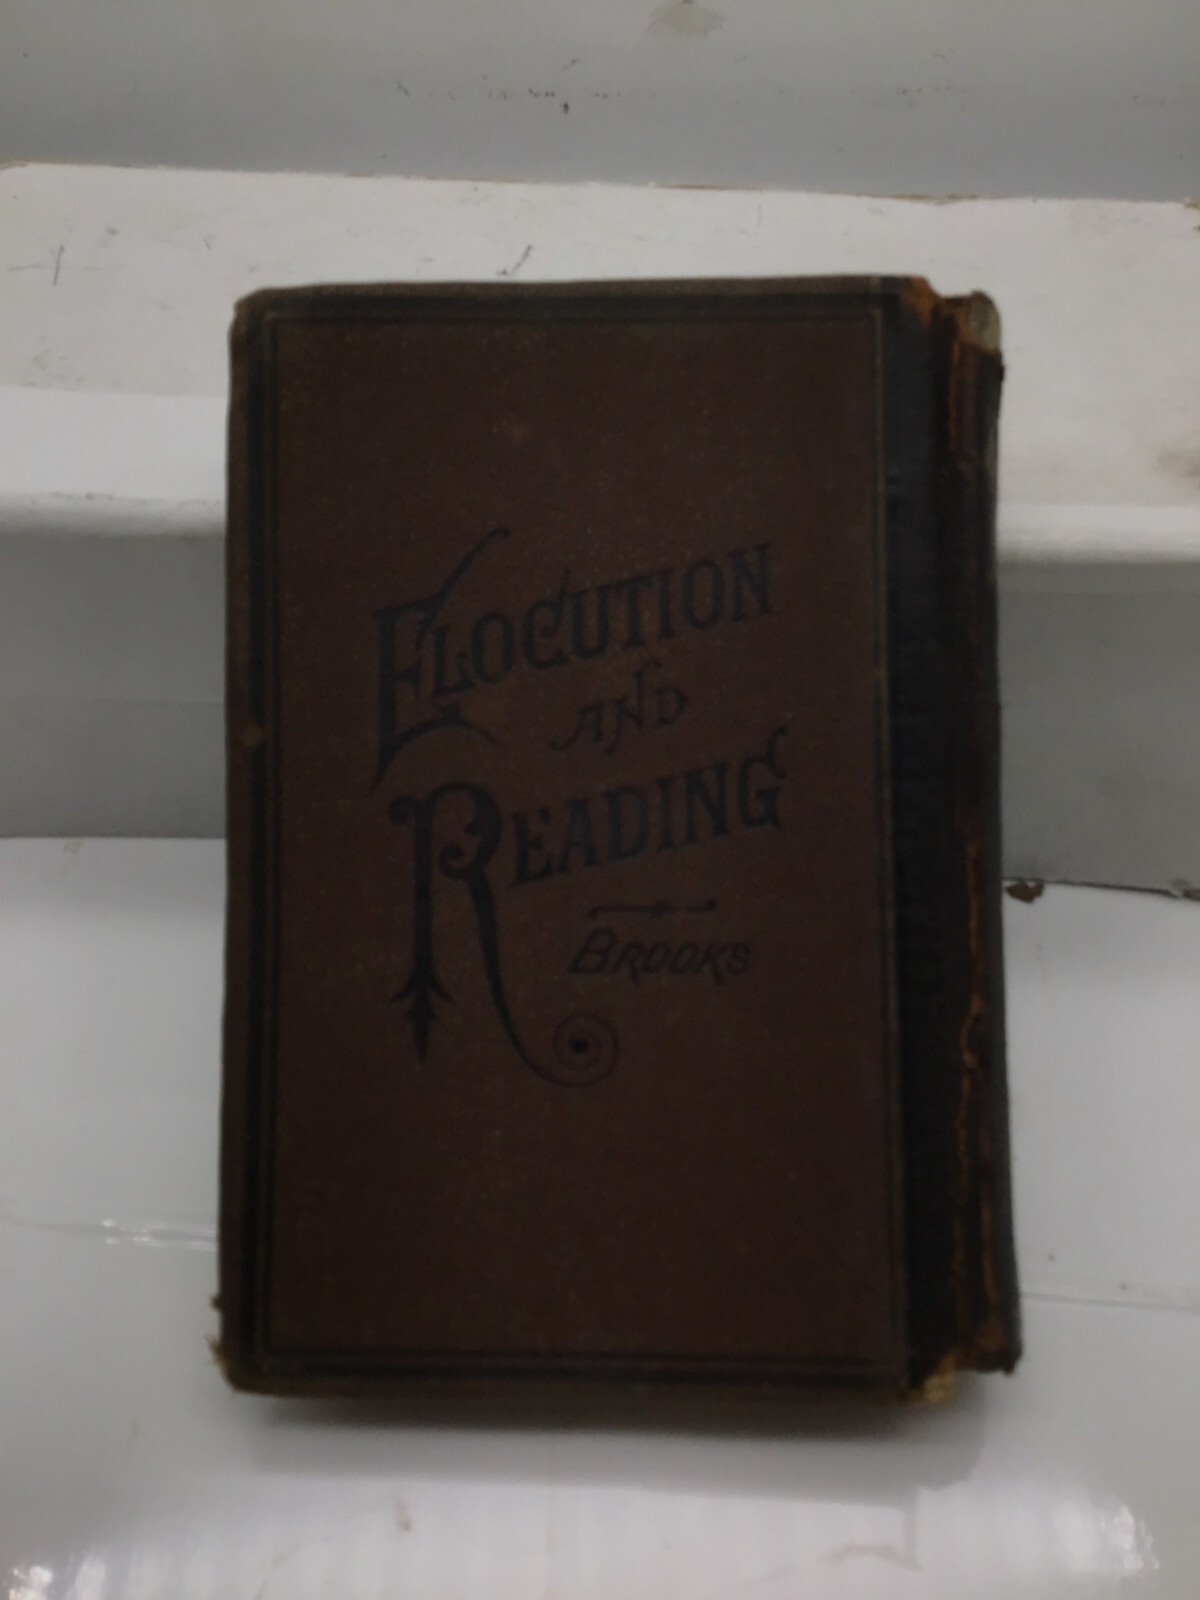 ELOCUTION
AND
READING
BROOKS